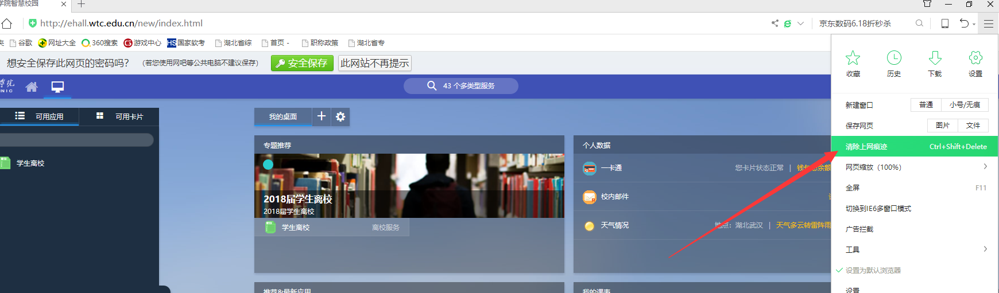 学院智慧校园
http://ehall.wtc.edu.cn/new/index.html
京东数码6.18折秒杀
夹 谷歌 网址大全 360搜索 游戏中心 HS国家软考 湖北省综 首页 - 职称政策 湖北省专
想安全保存此网页的密码吗？ （若您使用网吧等公共电脑不建议保存） 安全保存 此网站不再提示
学院
NIC
43 个多类型服务
可用应用 可用卡片
学生离校
我的桌面
专题推荐
2018届学生离校
2018届学生离校
学生离校 离校服务
个人数据
一卡通 您卡片状态正常 |
校内邮件
天气情况 地点：湖北武汉 | 天气多云转雷阵雨
推荐&最新应用
我的课表
收藏 历史 下载 设置
新建窗口 普通 小号/无痕
保存网页 图片 文件
清除上网痕迹 Ctrl+Shift+Delete
网页缩放（100%）
全屏 F11
切换到IE6多窗口模式
广告拦截
工具
设置为默认浏览器
设置